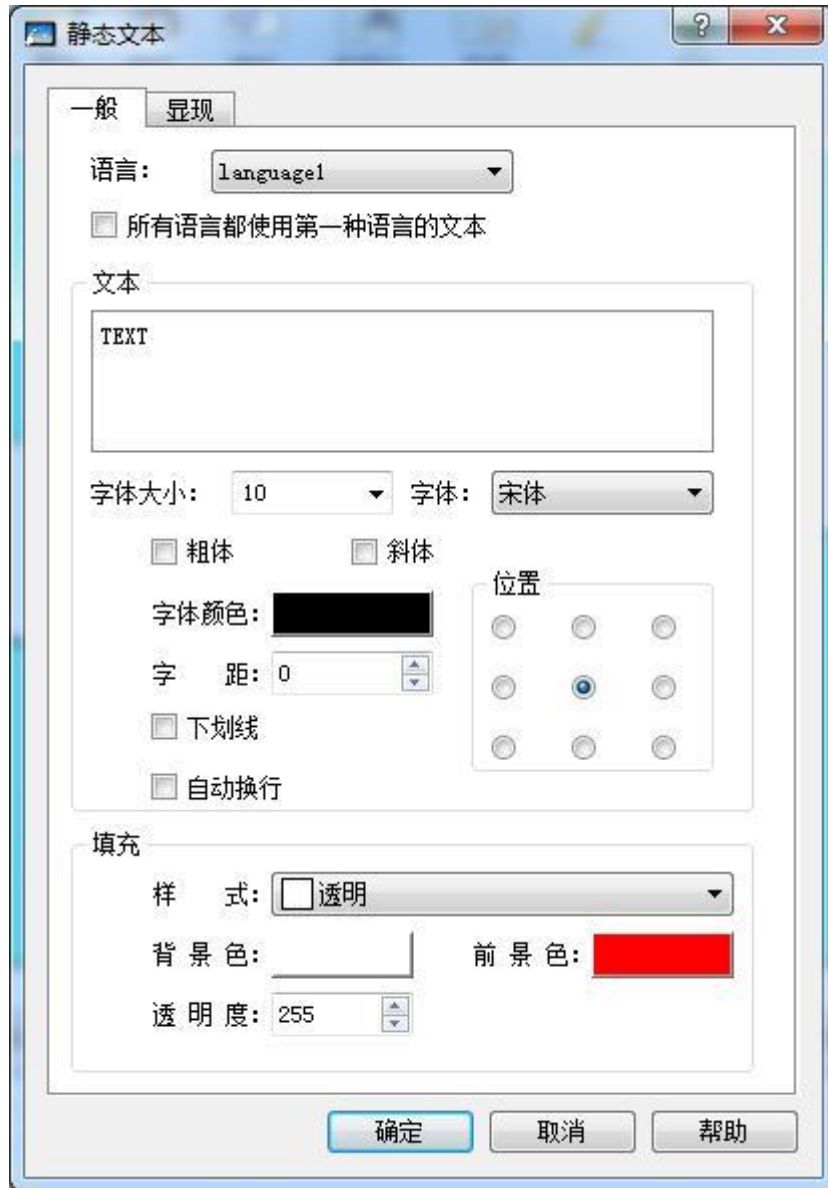 静态文本
一般 显现
语言: language1
所有语言都使用第一种语言的文本
文本
TEXT
字体大小: 10 字体: 宋体
粗体 斜体
位置
字体颜色:
字 距: 0
下划线
自动换行
填充
样 式: 透明
背 景 色: 前 景 色:
透 明 度: 255
确定 取消 帮助